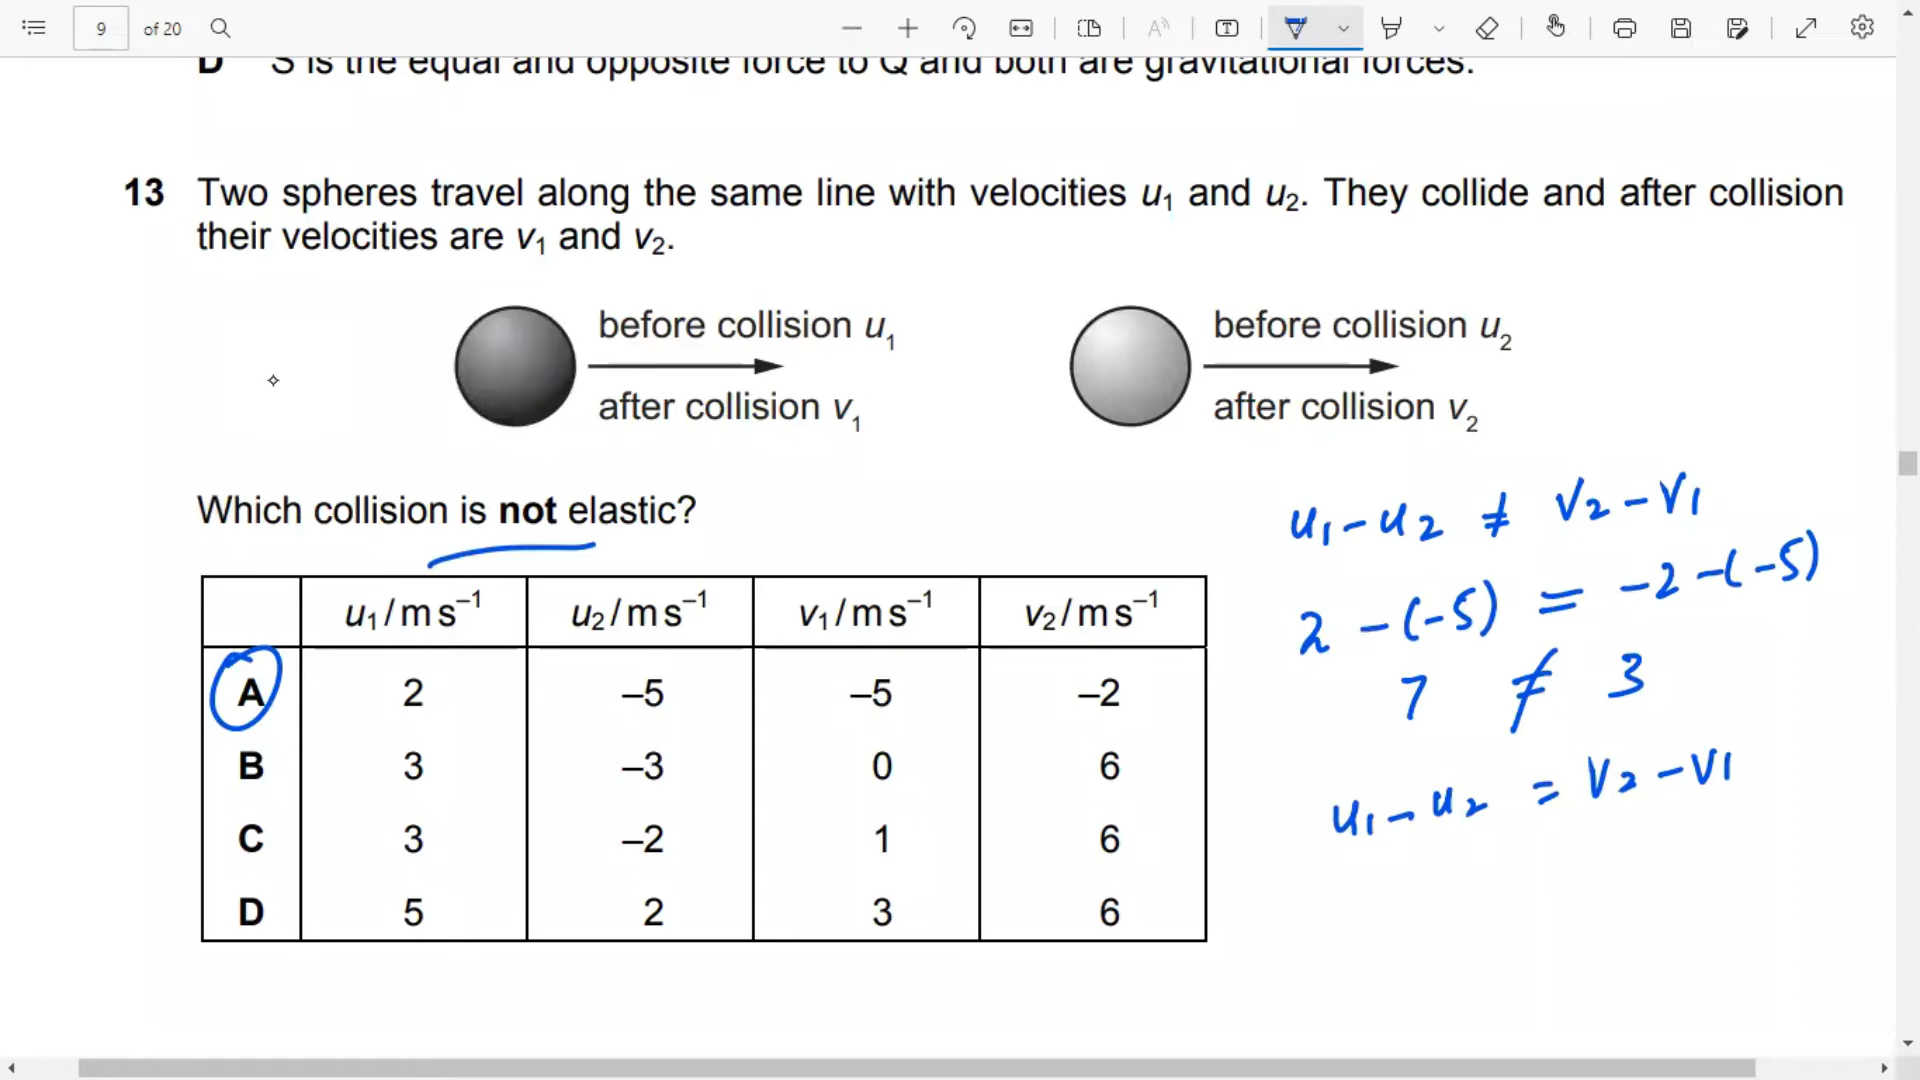 9 of 20
D S is the equal and opposite force to Q and both are gravitational forces.
13 Two spheres travel along the same line with velocities u₁ and u₂. They collide and after collision
their velocities are v₁ and v₂.
before collision u₁
after collision v₁
before collision u₂
after collision v₂
Which collision is not elastic?
u₁/m s⁻¹ u₂/m s⁻¹ v₁/m s⁻¹ v₂/m s⁻¹
A 2 –5 –5 –2
B 3 –3 0 6
C 3 –2 1 6
D 5 2 3 6
u₁ - u₂ ≠ v₂ - v₁
2 - (-5) = -2 - (-5)
7 ≠ 3
u₁ - u₂ = v₂ - v₁